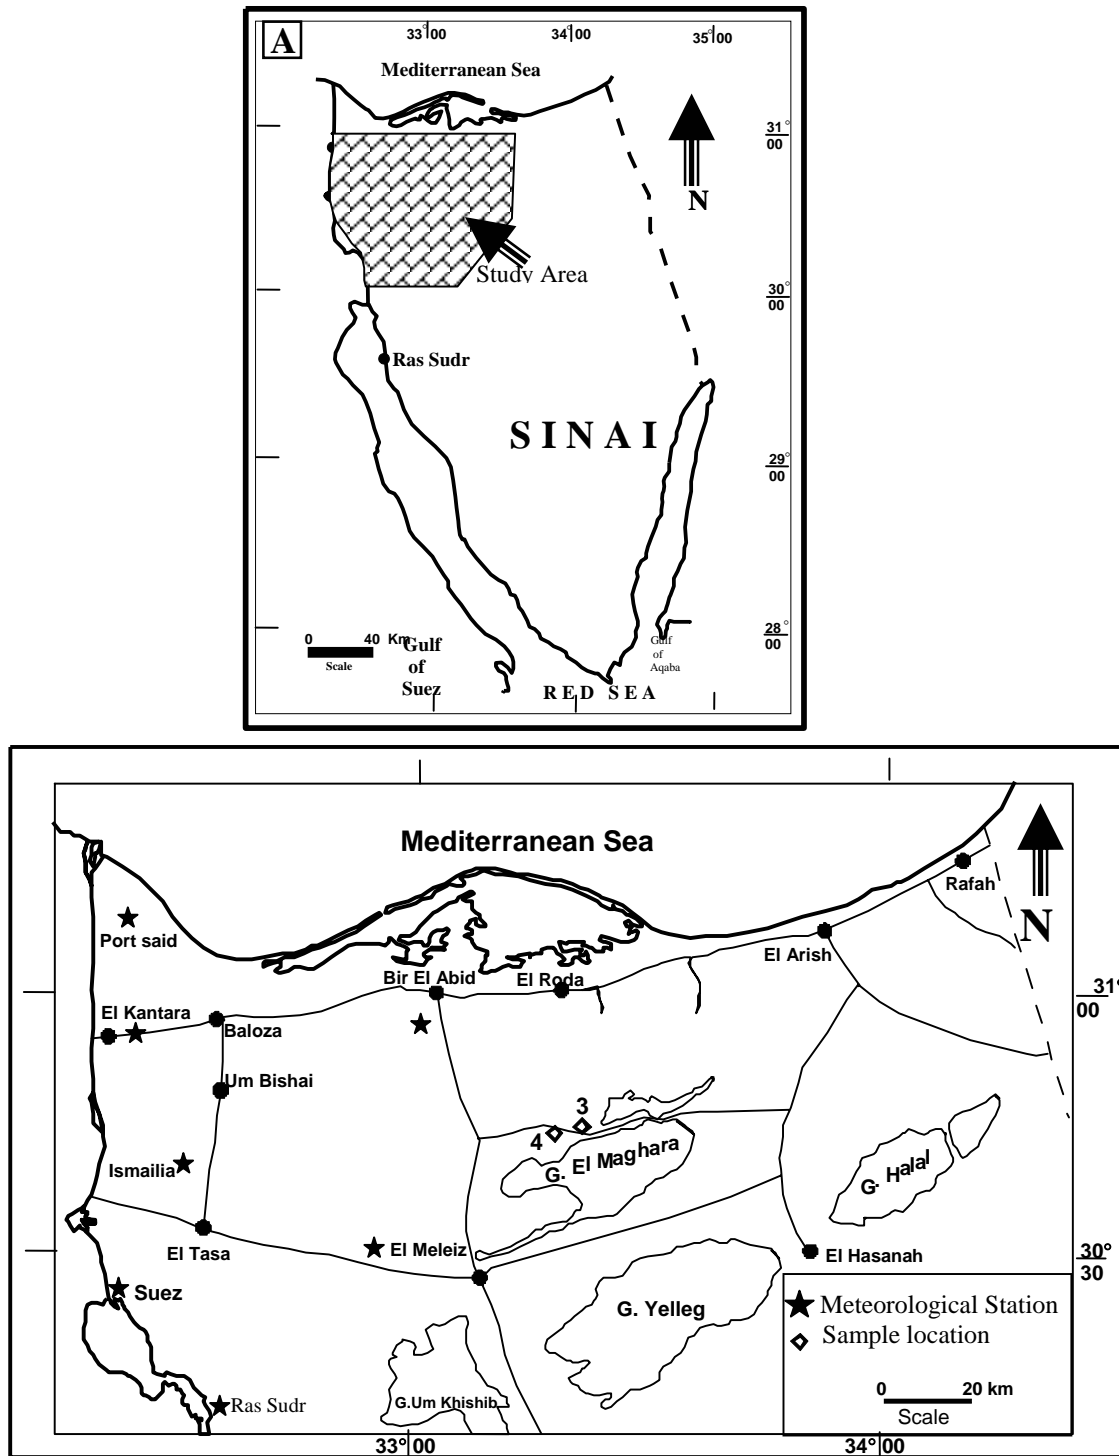 A
33°00
34°00
35°00
Mediterranean Sea
31°
00
N
Study Area
30°
00
Ras Sudr
SINAI
29°
00
28°
00
0 40 Km
Scale
Gulf
of
Suez
Gulf
of
Aqaba
RED SEA
Mediterranean Sea
Rafah
N
Port said
El Arish
Bir El Abid
El Roda
31°
00
El Kantara
Baloza
Um Bishai
3
4
G. El Maghara
G. Halal
Ismailia
El Tasa
El Meleiz
El Hasanah
30°
30
Suez
G. Yelleg
Meteorological Station
Sample location
Ras Sudr
G.Um Khishib
0 20 km
Scale
33°00
34°00